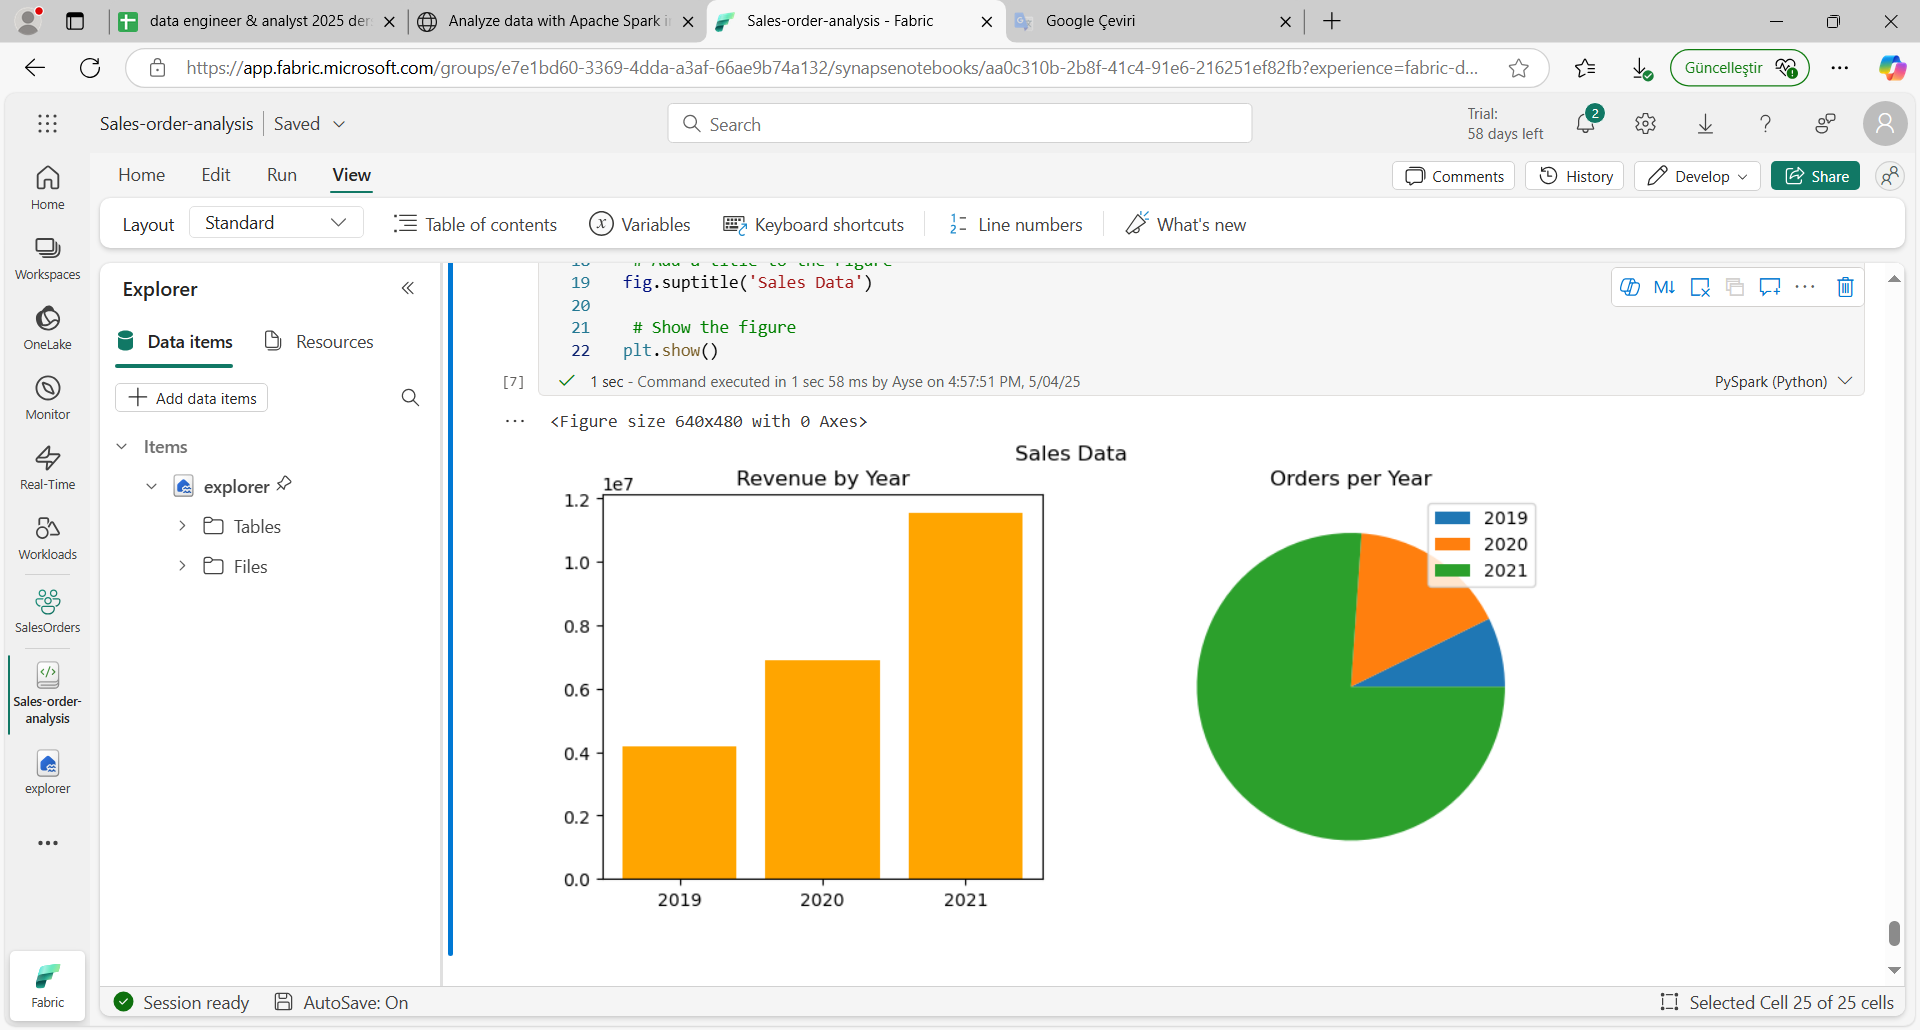 data engineer & analyst 2025 der
Analyze data with Apache Spark i
Sales-order-analysis - Fabric
Google Çeviri
https://app.fabric.microsoft.com/groups/e7e1bd60-3369-4dda-a3af-66ae9b74a132/synapsenotebooks/aa0c310b-2b8f-41c4-91e6-216251ef82fb?experience=fabric-d...
Güncelleştir
Sales-order-analysis
Saved
Search
Trial:
58 days left
2
Home
Edit
Run
View
Comments
History
Develop
Share
Layout
Standard
Table of contents
Variables
Keyboard shortcuts
Line numbers
What's new
Home
Workspaces
OneLake
Monitor
Real-Time
Workloads
SalesOrders
Sales-order-
analysis
explorer
Fabric
Explorer
Data items
Resources
Add data items
Items
explorer
Tables
Files
18 # Add a title to the figure
19 fig.suptitle('Sales Data')
20
21 # Show the figure
22 plt.show()
[7]
1 sec - Command executed in 1 sec 58 ms by Ayse on 4:57:51 PM, 5/04/25
PySpark (Python)
<Figure size 640x480 with 0 Axes>
Sales Data
Revenue by Year
1e7
1.2
1.0
0.8
0.6
0.4
0.2
0.0
2019
2020
2021
Orders per Year
2019
2020
2021
Session ready
AutoSave: On
Selected Cell 25 of 25 cells